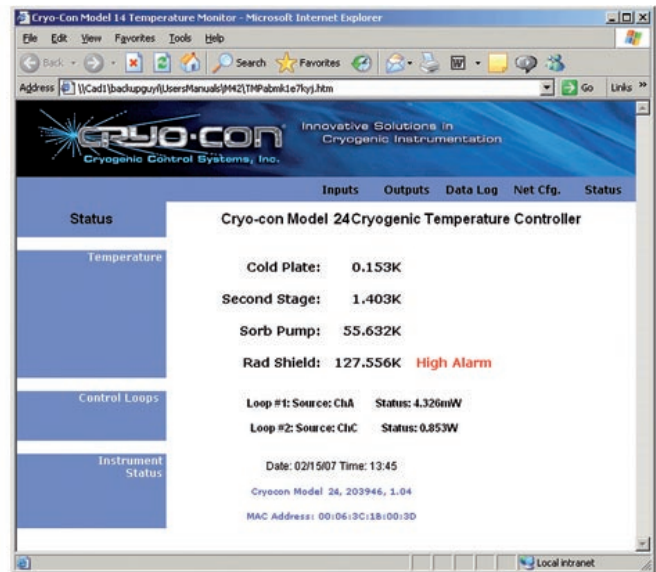 Cryo-Con Model 14 Temperature Monitor - Microsoft Internet Explorer
File Edit View Favorites Tools Help
Back Search Favorites
Address \\Cad1\backupguyi\UsersManuals\M42\TMPabmk1e7kyj.htm Go Links »
CRYO·CON Innovative Solutions in
Cryogenic Instrumentation
Cryogenic Control Systems, Inc.
Inputs Outputs Data Log Net Cfg. Status
Status Cryo-con Model 24Cryogenic Temperature Controller
Temperature
Cold Plate: 0.153K
Second Stage: 1.403K
Sorb Pump: 55.632K
Rad Shield: 127.556K High Alarm
Control Loops
Loop #1: Source: ChA Status: 4.326mW
Loop #2: Source: ChC Status: 0.853W
Instrument
Status
Date: 02/15/07 Time: 13:45
Cryocon Model 24, 203946, 1.04
MAC Address: 00:06:3C:18:00:3D
Local intranet